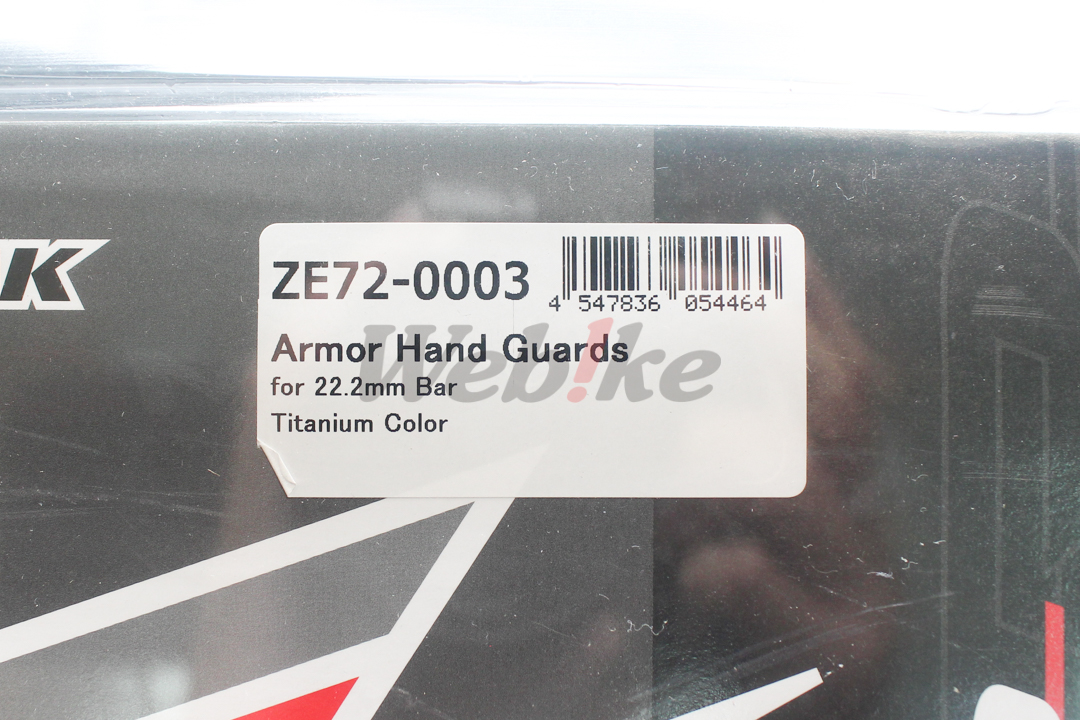 K
ZE72-0003
4 547836 054464
Armor Hand Guards
Webike
for 22.2mm Bar
Titanium Color